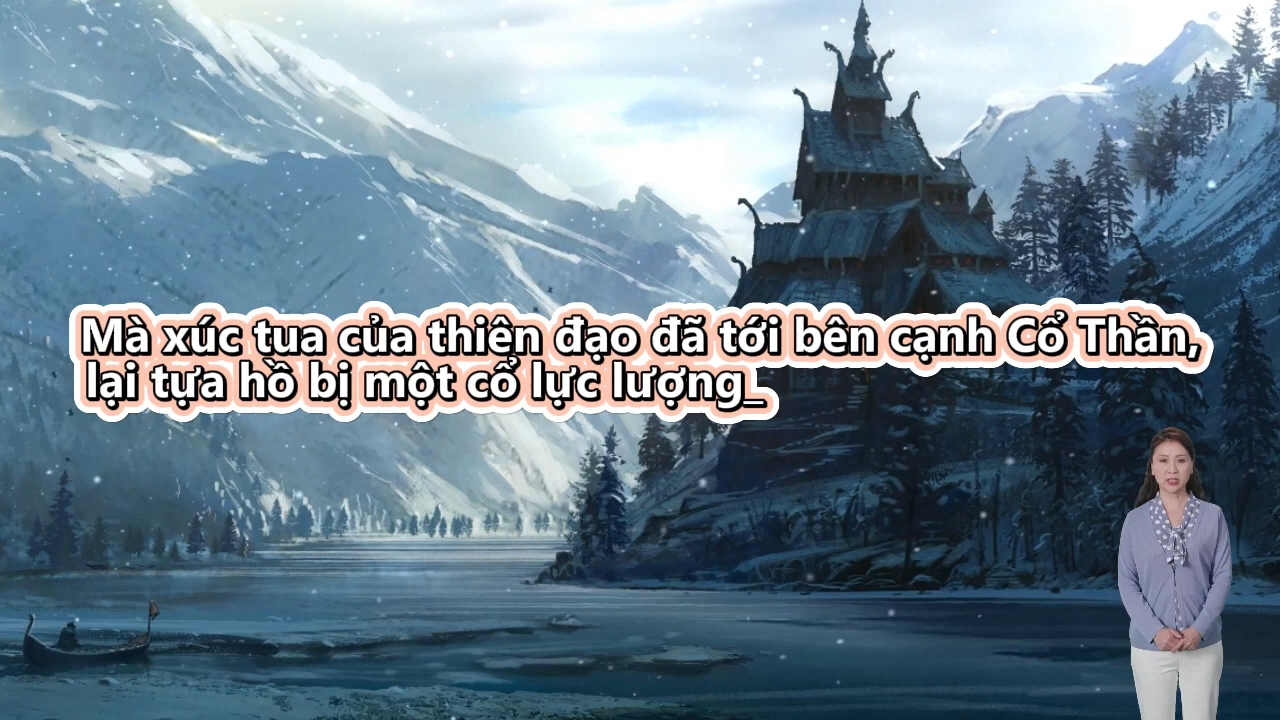 Mà xúc tua của thiên đạo đã tới bên cạnh Cổ Thần,
lại tựa hồ bị một cổ lực lượng_